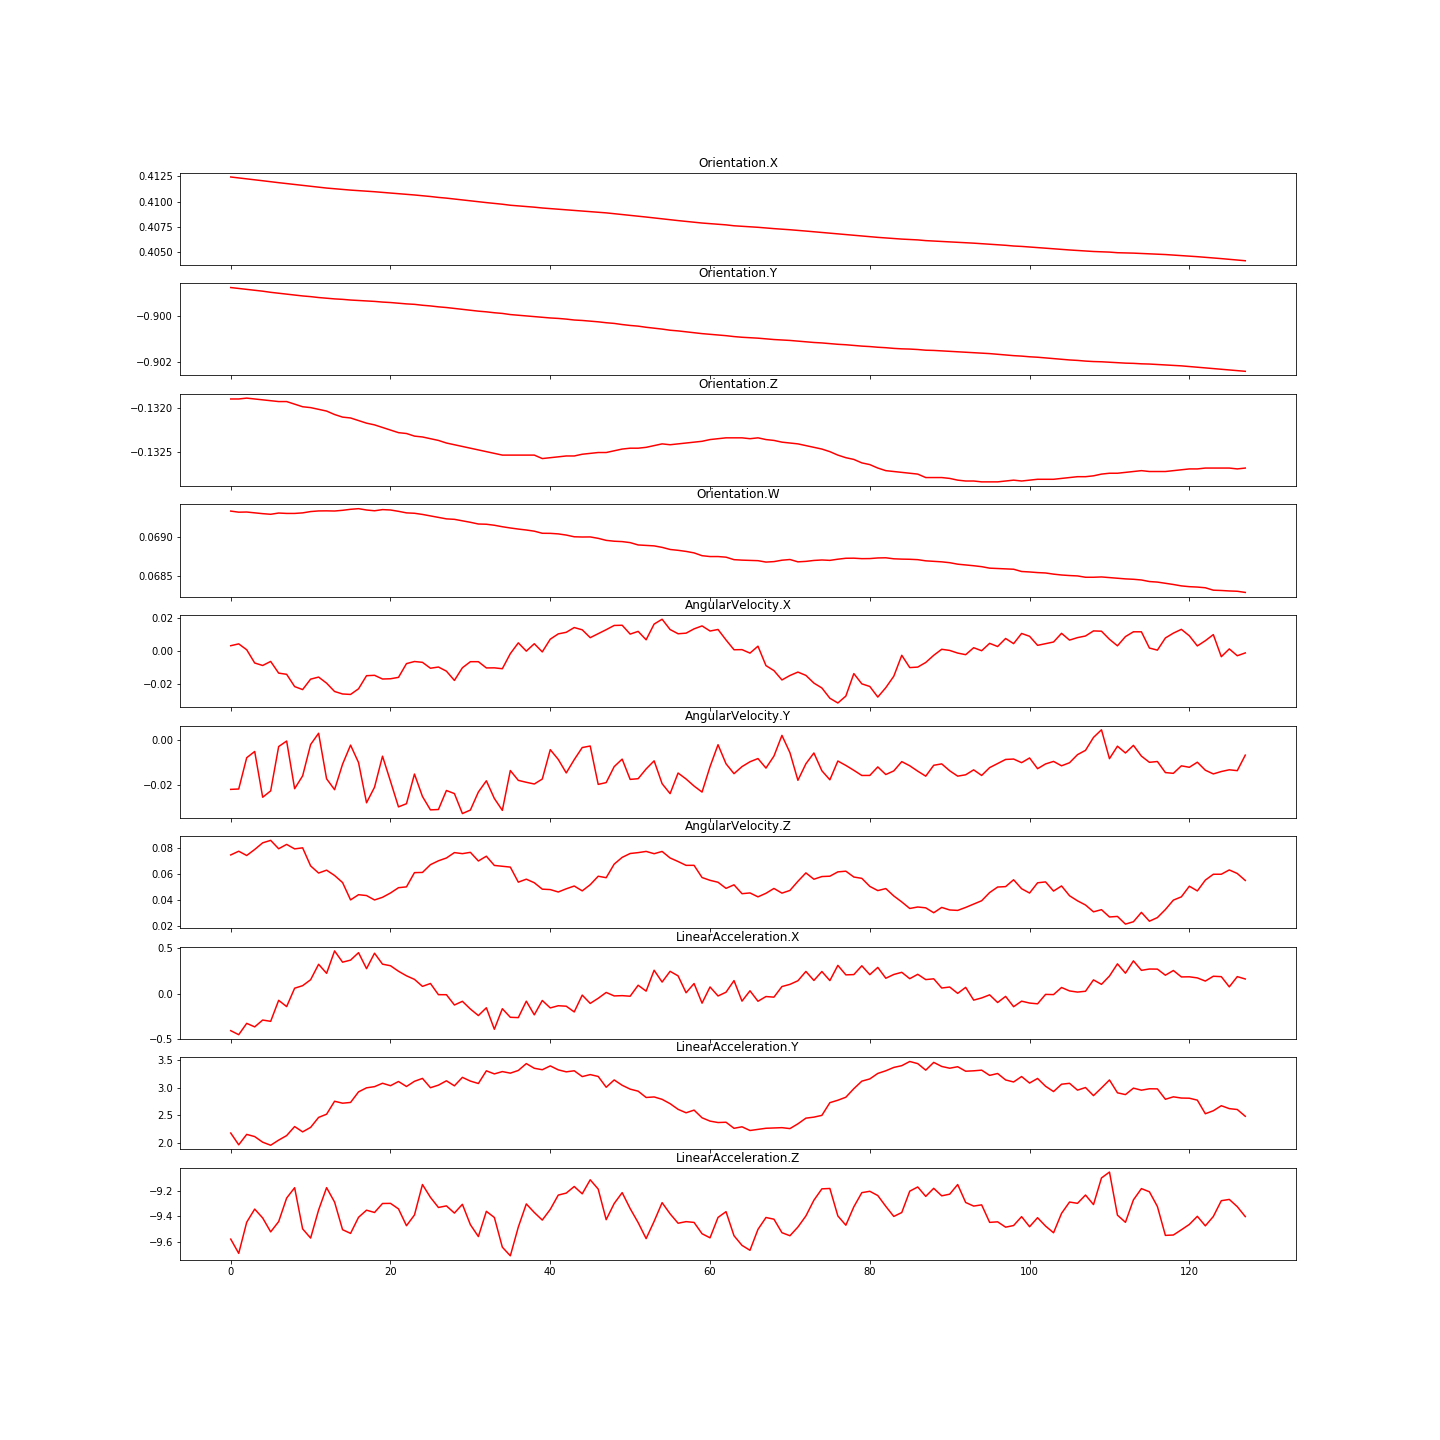 Orientation.X
0.4125
0.4100
0.4075
0.4050
Orientation.Y
−0.900
−0.902
Orientation.Z
−0.1320
−0.1325
Orientation.W
0.0690
0.0685
AngularVelocity.X
0.02
0.00
−0.02
AngularVelocity.Y
0.00
−0.02
AngularVelocity.Z
0.08
0.06
0.04
0.02
LinearAcceleration.X
0.5
0.0
−0.5
LinearAcceleration.Y
3.5
3.0
2.5
2.0
LinearAcceleration.Z
−9.2
−9.4
−9.6
0 20 40 60 80 100 120